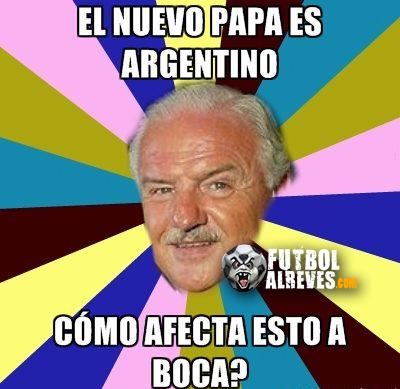 EL NUEVO PAPA ES
ARGENTINO
FUTBOL
ALREVES.COM
CÓMO AFECTA ESTO A
BOCA?